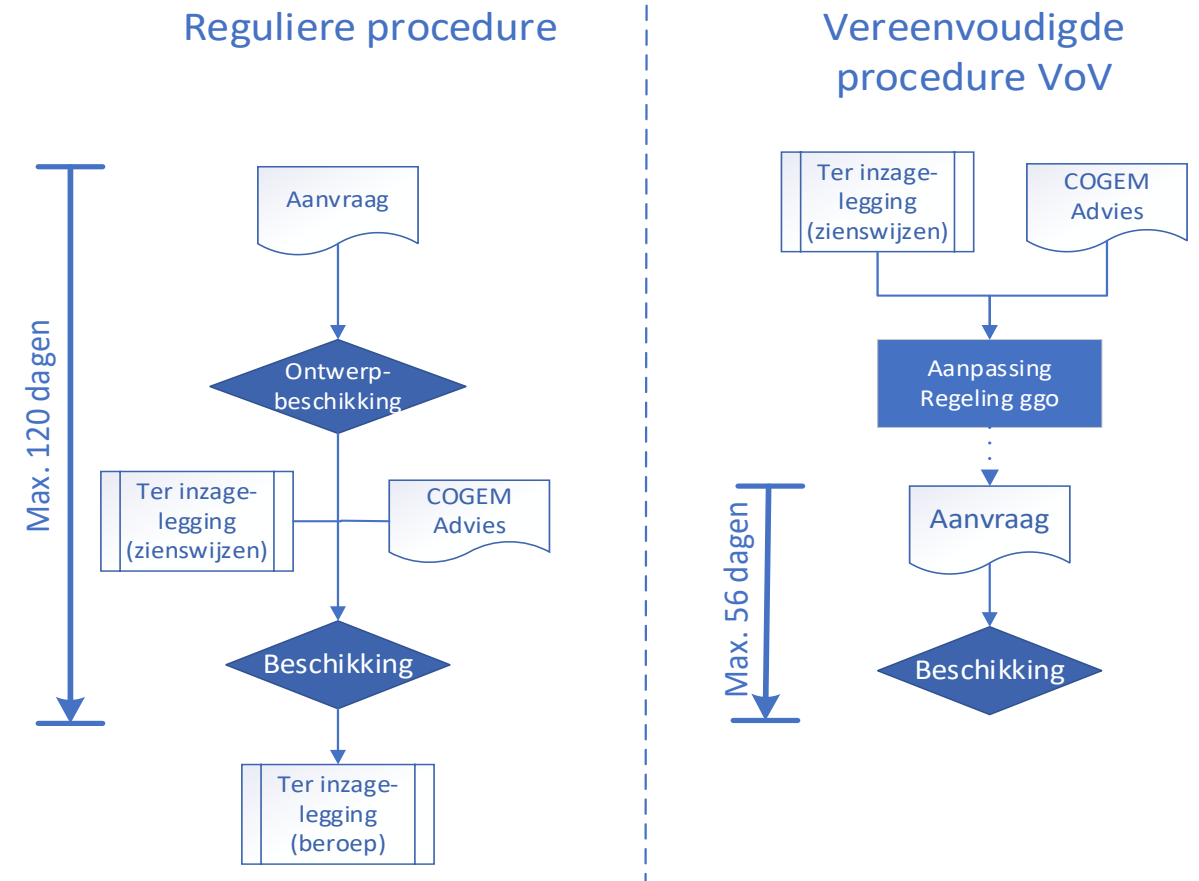 Reguliere procedure
Max. 120 dagen
Aanvraag
Ontwerp-
beschikking
Ter inzage-
legging
(zienswijzen)
COGEM
Advies
Beschikking
Ter inzage-
legging
(beroep)
Vereenvoudigde
procedure VoV
Ter inzage-
legging
(zienswijzen)
COGEM
Advies
Aanpassing
Regeling ggo
Max. 56 dagen
Aanvraag
Beschikking